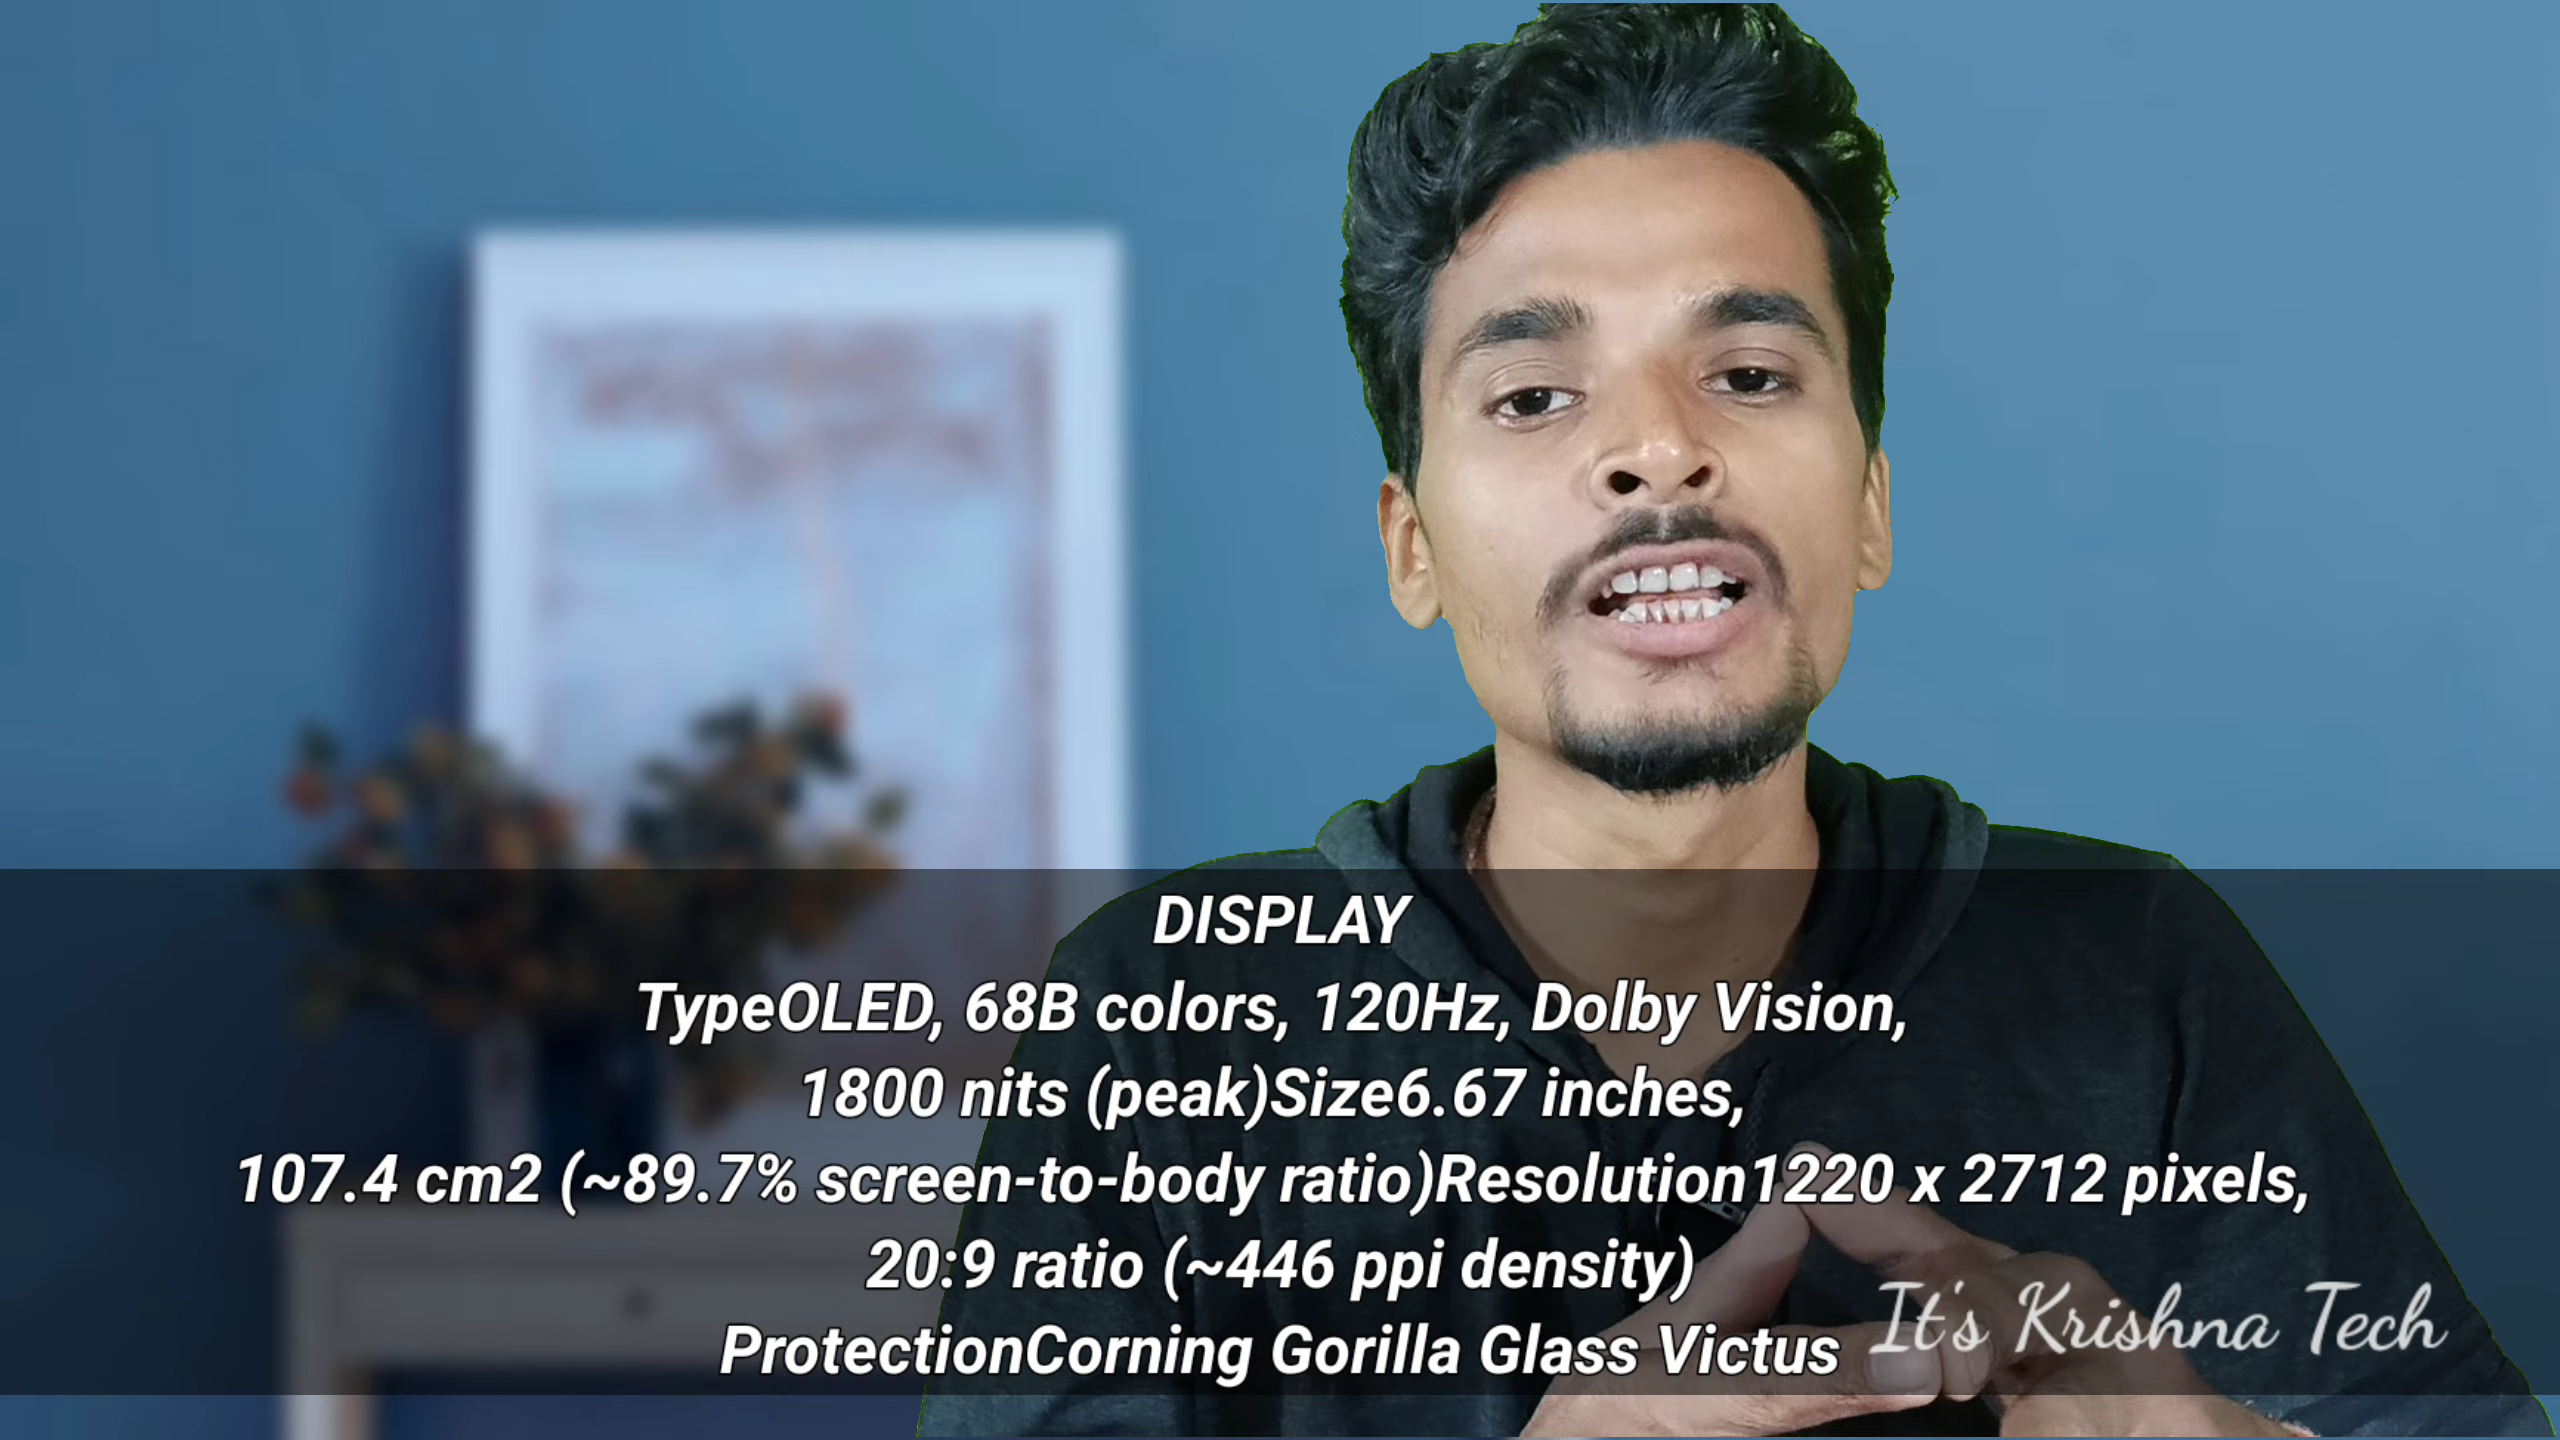 DISPLAY
TypeOLED, 68B colors, 120Hz, Dolby Vision,
1800 nits (peak)Size6.67 inches,
107.4 cm2 (~89.7% screen-to-body ratio)Resolution1220 x 2712 pixels,
20:9 ratio (~446 ppi density)
ProtectionCorning Gorilla Glass Victus
It's Krishna Tech